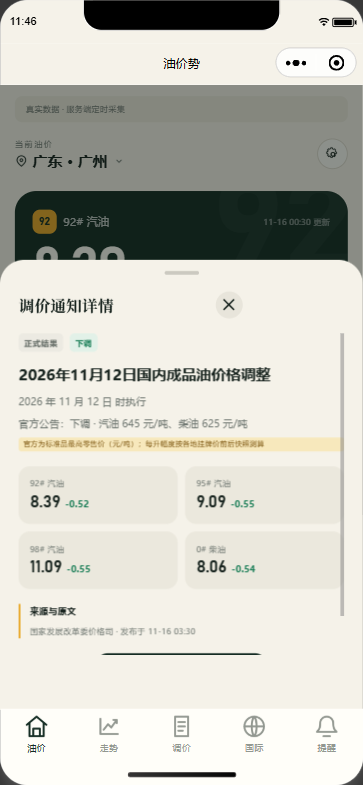 11:46
油价势
真实数据 · 服务端定时采集
当前油价
广东 · 广州
92
92# 汽油
11-16 00:30 更新
调价通知详情
正式结果
下调
2026年11月12日国内成品油价格调整
2026 年 11 月 12 日 时执行
官方公告：下调 · 汽油 645 元/吨、柴油 625 元/吨
官方为标准品最高零售价（元/吨）；每升幅度按各地挂牌价前后快照测算
92# 汽油
8.39 -0.52
95# 汽油
9.09 -0.55
98# 汽油
11.09 -0.55
0# 柴油
8.06 -0.54
来源与原文
国家发展改革委价格司 · 发布于 11-16 03:30
油价
走势
调价
国际
提醒